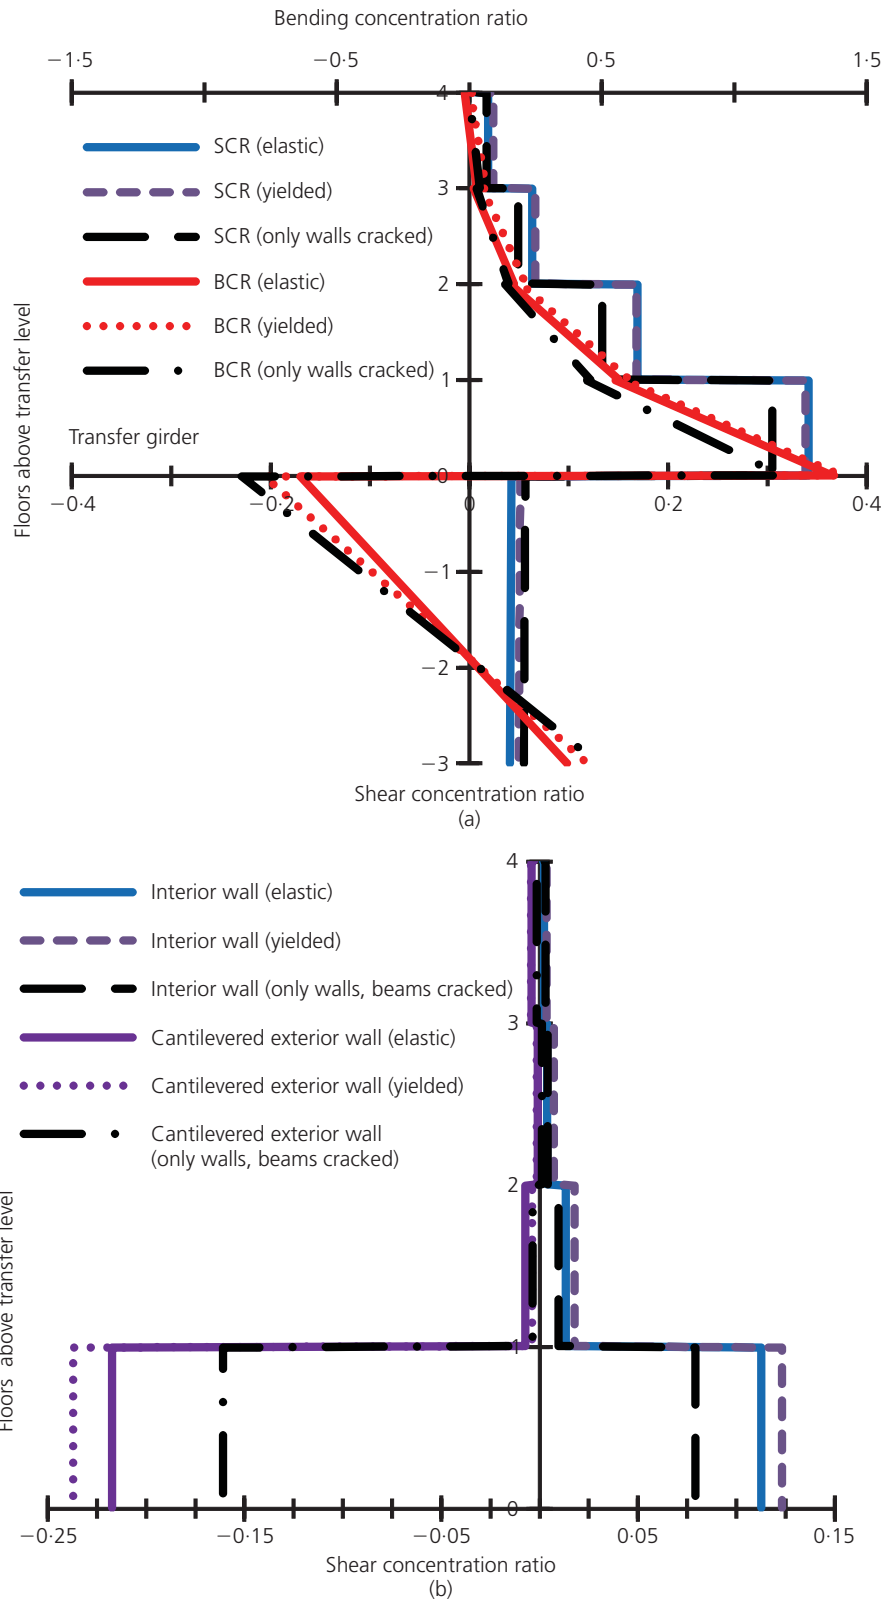 Bending concentration ratio
−1·5 −0·5 0·5 1·5
4
SCR (elastic)
SCR (yielded)
3
SCR (only walls cracked)
BCR (elastic)
2
BCR (yielded)
BCR (only walls cracked)
1
Floors above transfer level
Transfer girder
0
−0·4 −0·2 0 0·2 0·4
−1
−2
−3
Shear concentration ratio
(a)
4
Interior wall (elastic)
Interior wall (yielded)
Interior wall (only walls, beams cracked)
3
Cantilevered exterior wall (elastic)
Cantilevered exterior wall (yielded)
Cantilevered exterior wall
(only walls, beams cracked)
2
Floors above transfer level
1
0
−0·25 −0·15 −0·05 0·05 0·15
Shear concentration ratio
(b)